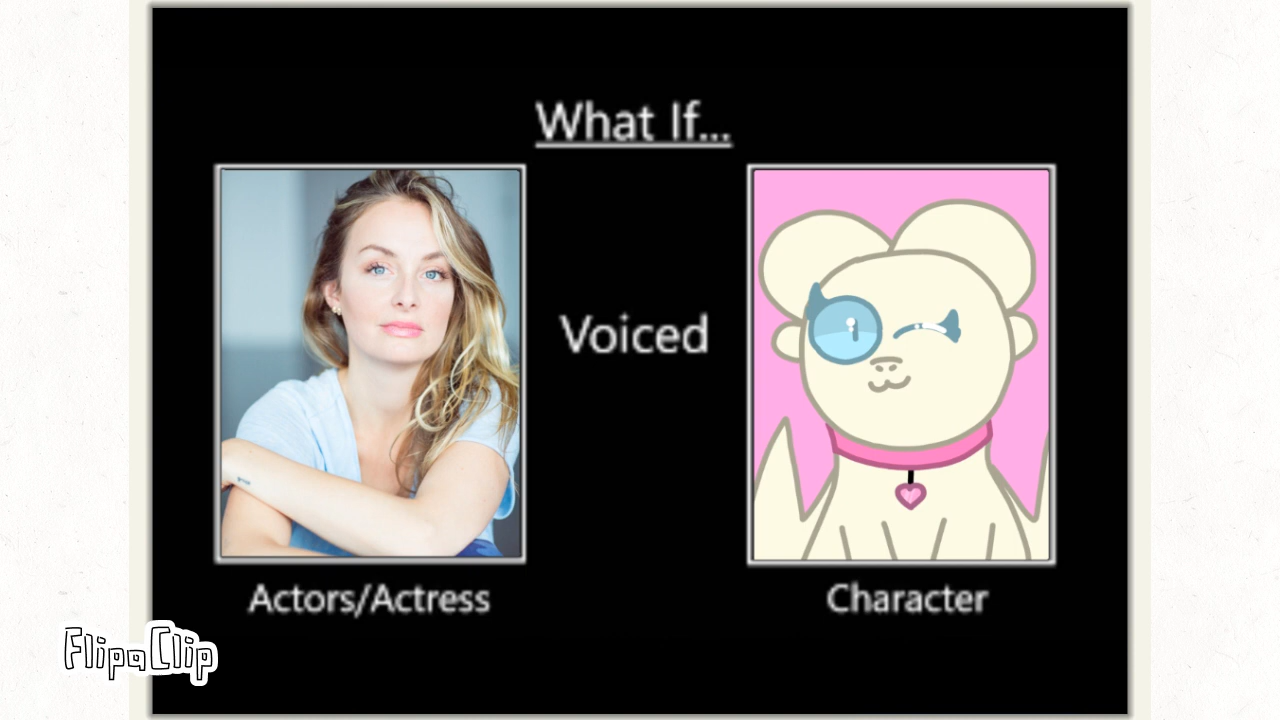 What If...
Voiced
Actors/Actress
Character
FlipaClip